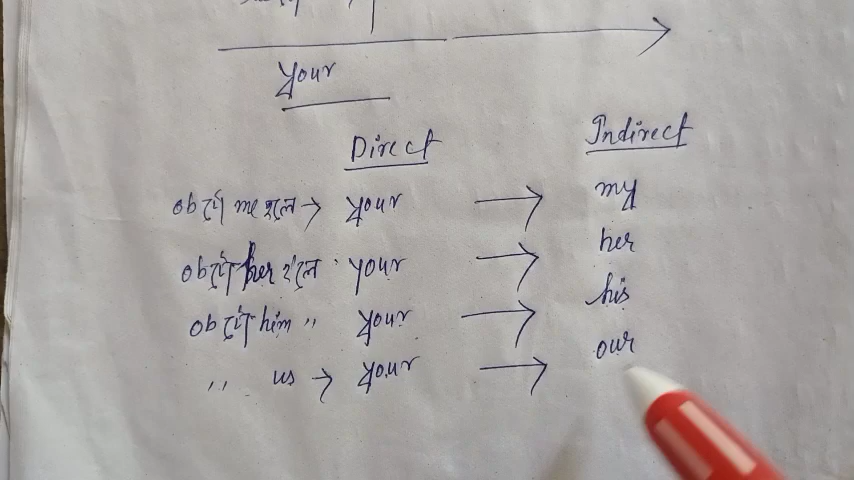 Your
Direct Indirect
obj me হলে → Your → my
obj her হলে Your → her
obj him " Your → his
" us → Your → our